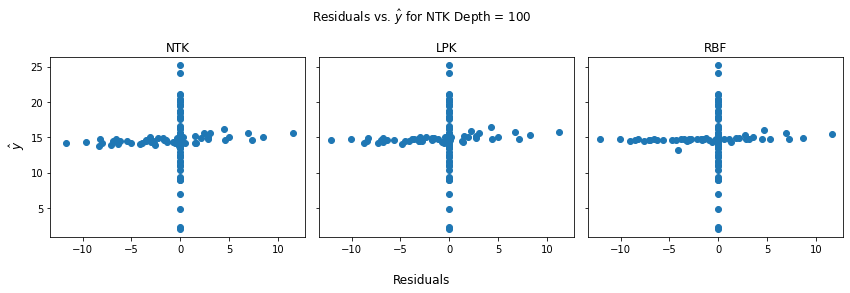 Residuals vs. ŷ for NTK Depth = 100
NTK LPK RBF
25
20
15
10
5
ŷ
−10 −5 0 5 10 −10 −5 0 5 10 −10 −5 0 5 10
Residuals